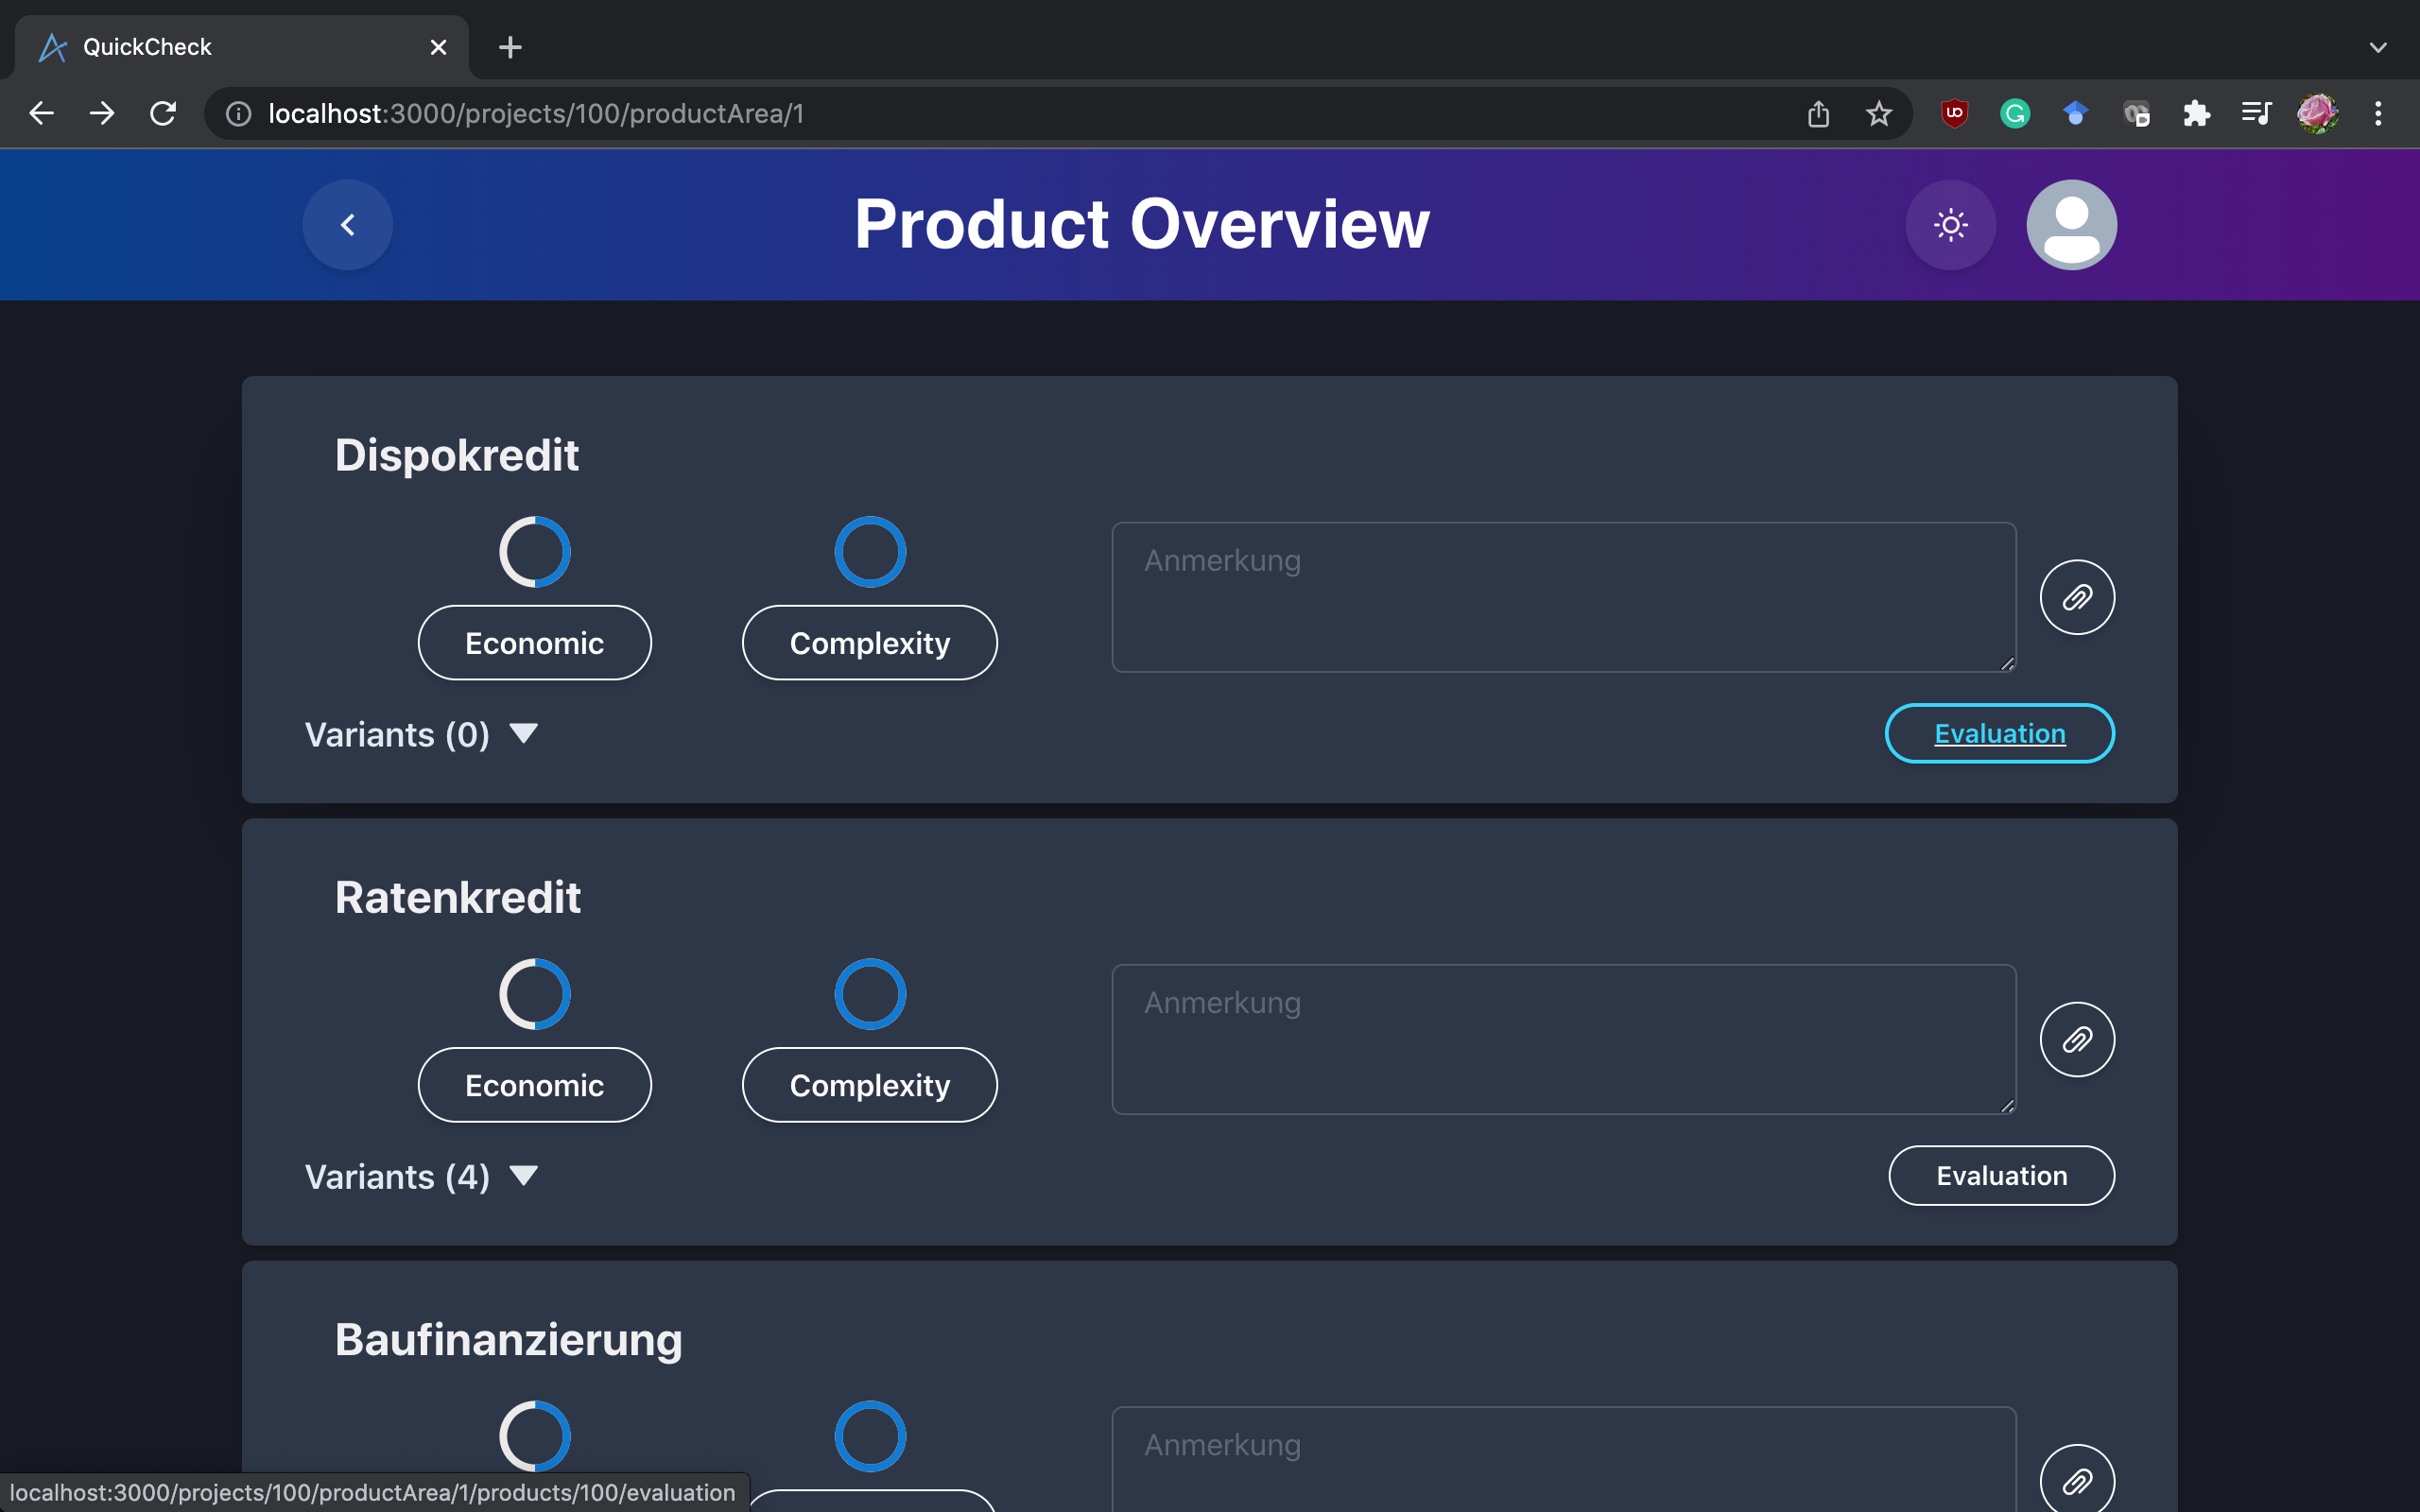 QuickCheck
localhost:3000/projects/100/productArea/1
Product Overview
Dispokredit
Anmerkung
Economic
Complexity
Variants (0)
Evaluation
Ratenkredit
Anmerkung
Economic
Complexity
Variants (4)
Evaluation
Baufinanzierung
Anmerkung
localhost:3000/projects/100/productArea/1/products/100/evaluation